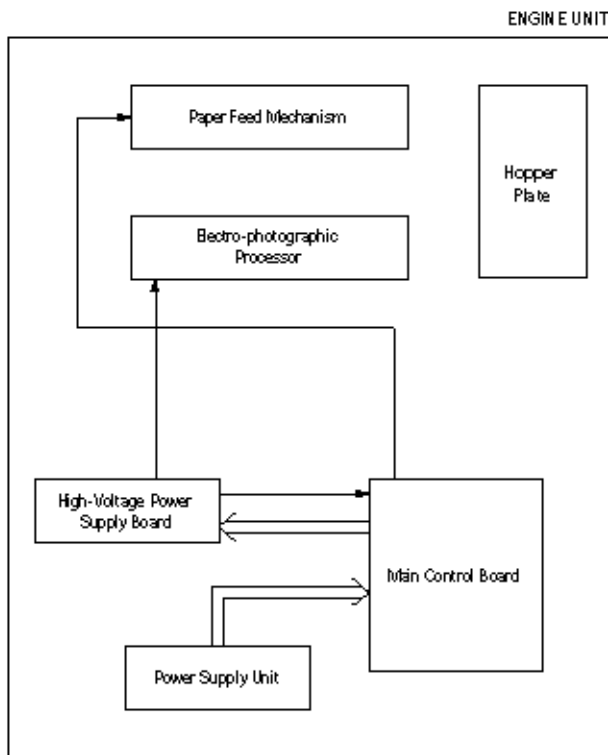 ENGINE UNIT
Paper Feed Mechanism
Hopper
Plate
Electro-photographic
Processor
High-Voltage Power
Supply Board
Main Control Board
Power Supply Unit